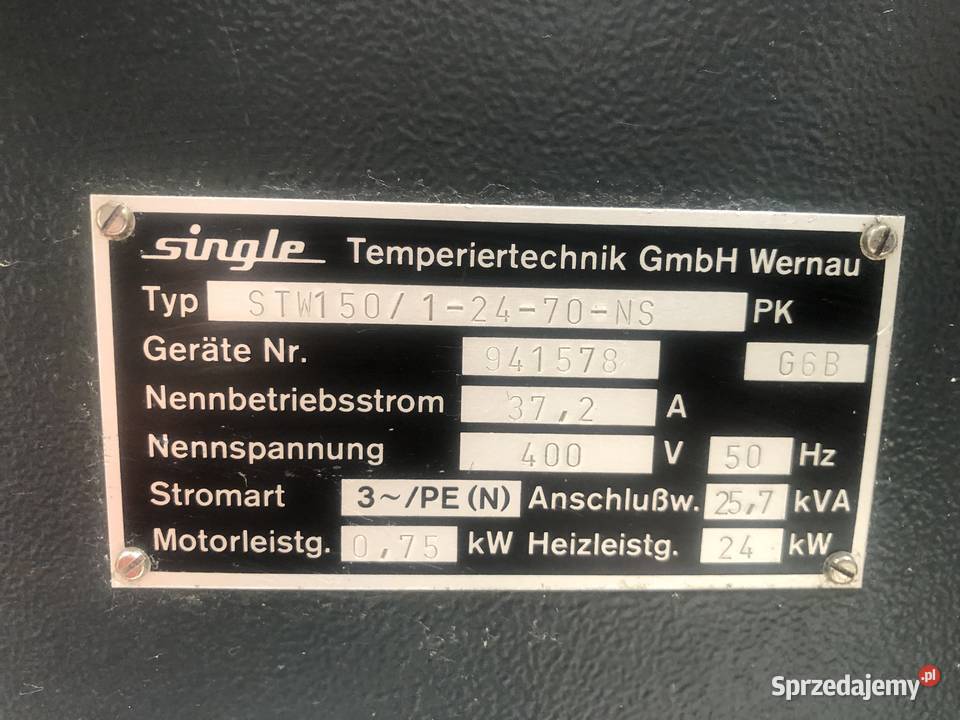 single Temperiertechnik GmbH Wernau
Typ STW150/1-24-70-NS PK
Geräte Nr. 941578 G6B
Nennbetriebsstrom 37,2 A
Nennspannung 400 V 50 Hz
Stromart 3~/PE (N) Anschlußw. 25,7 kVA
Motorleistg. 0,75 kW Heizleistg. 24 kW
Sprzedajemy.pl